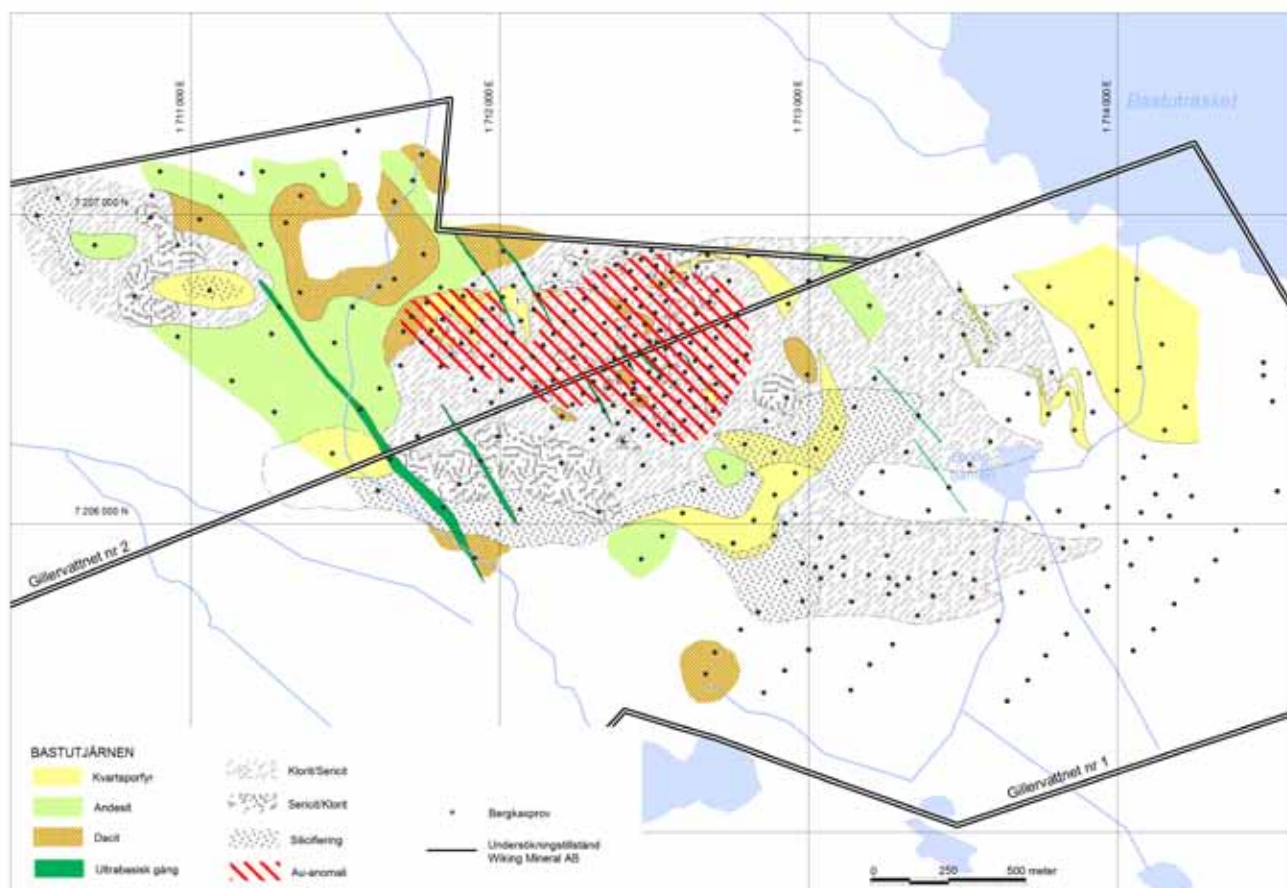 1 711 000 E
1 712 000 E
1 713 000 E
1 714 000 E
Bastuträsket
7 207 000 N
7 206 000 N
Gillervattnet nr 2
Gillervattnet nr 1
BASTUTJÄRNEN
Kvartsporfyr
Andesit
Dacit
Ultrabasisk gång
Klorit/Sericit
Sericit/Klorit
Silicifiering
Au-anomali
Bergkaxprov
Undersökningstillstånd
Wiking Mineral AB
0 250 500 meter